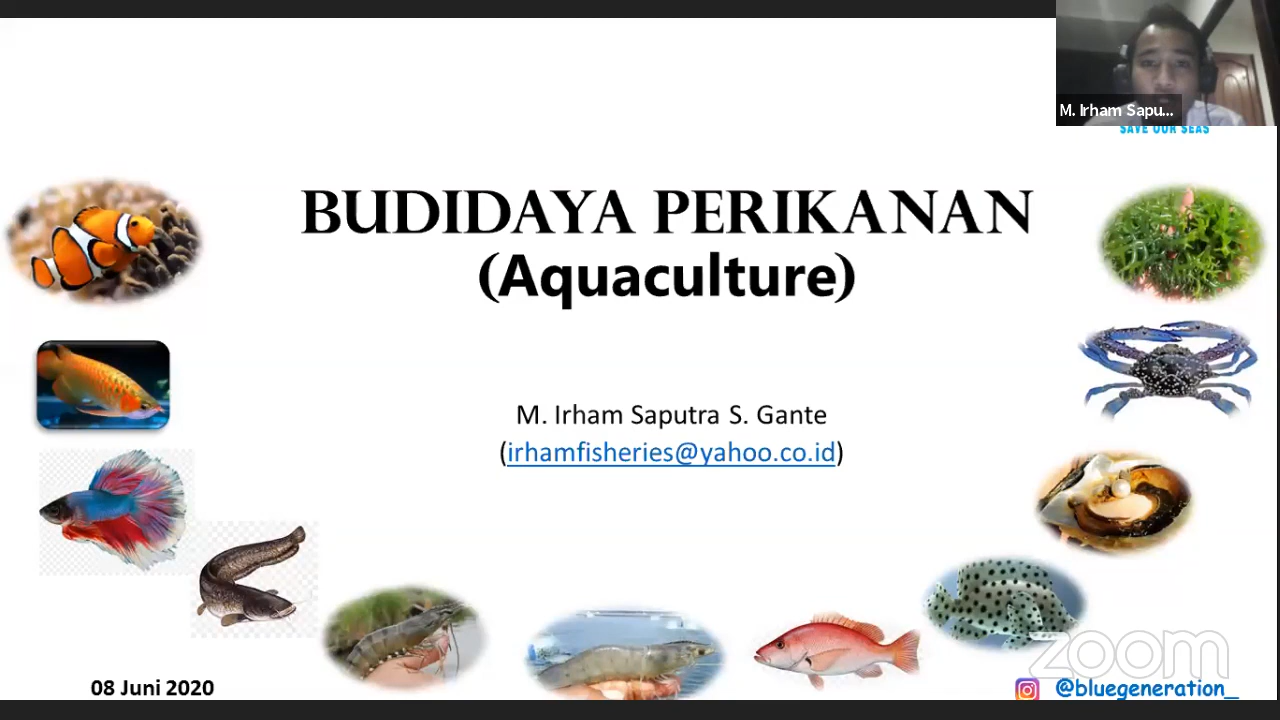 M. Irham Sapu...
SAVE OUR SEAS
BUDIDAYA PERIKANAN
(Aquaculture)
M. Irham Saputra S. Gante
(irhamfisheries@yahoo.co.id)
zoom
08 Juni 2020
@bluegeneration_